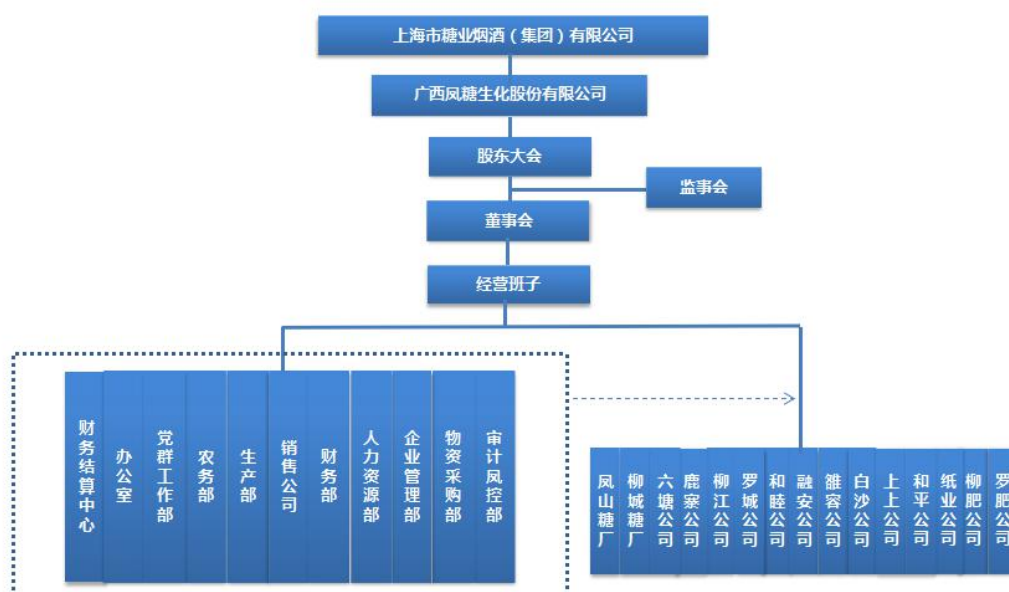 上海市糖业烟酒（集团）有限公司
广西凤糖生化股份有限公司
股东大会
监事会
董事会
经营班子
财务结算中心
办公室
党群工作部
农务部
生产部
销售公司
财务部
人力资源部
企业管理部
物资采购部
审计风控部
凤山糖厂
柳城糖厂
六塘公司
鹿寨公司
柳江公司
罗城公司
和睦公司
融安公司
雒容公司
白沙公司
上上公司
和平公司
纸业公司
柳肥公司
罗肥公司